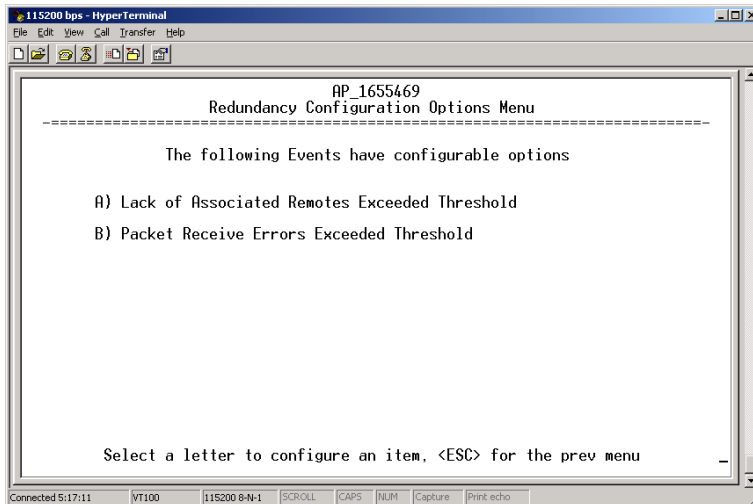 115200 bps - HyperTerminal
File Edit View Call Transfer Help
AP_1655469
Redundancy Configuration Options Menu
-==========================================================================-
The following Events have configurable options
A) Lack of Associated Remotes Exceeded Threshold
B) Packet Receive Errors Exceeded Threshold
Select a letter to configure an item, <ESC> for the prev menu _
Connected 5:17:11 VT100 115200 8-N-1 SCROLL CAPS NUM Capture Print echo